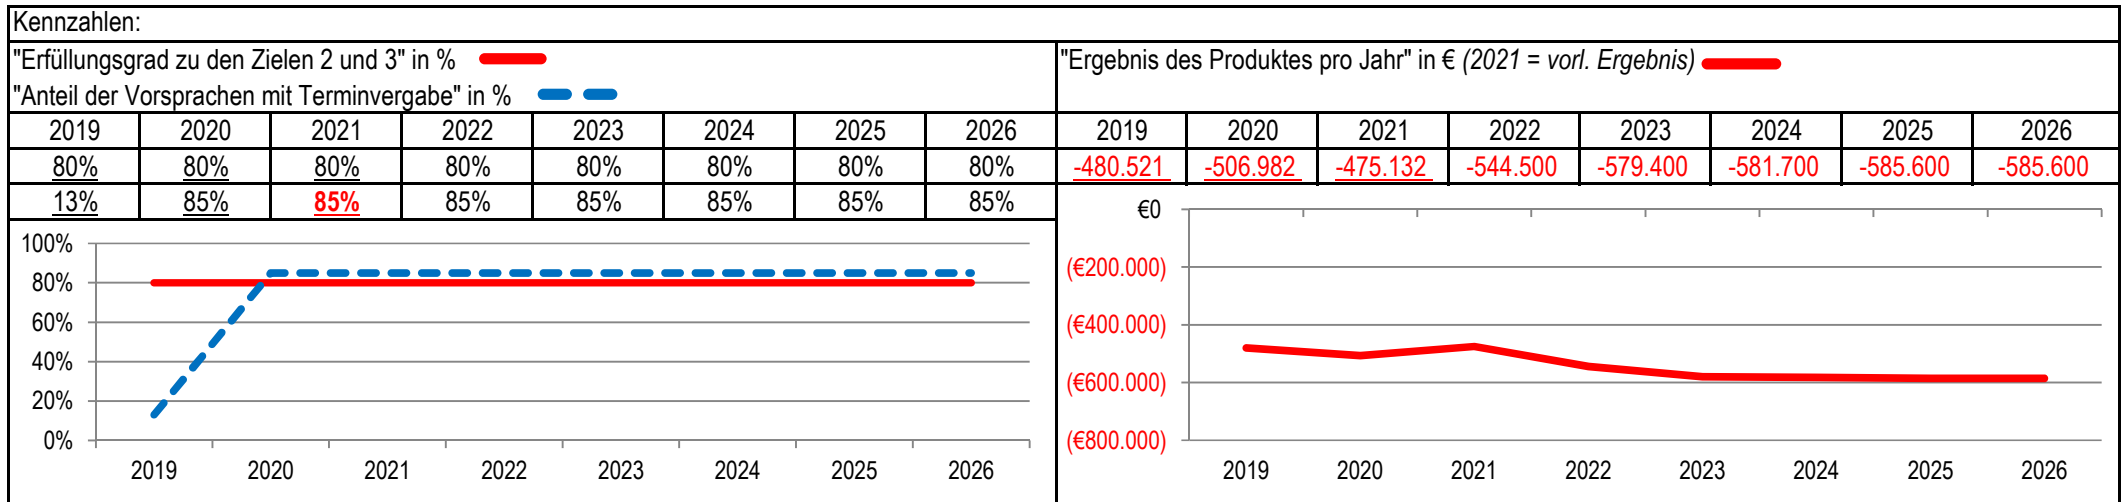 Kennzahlen:
"Erfüllungsgrad zu den Zielen 2 und 3" in %
"Anteil der Vorsprachen mit Terminvergabe" in %
2019 2020 2021 2022 2023 2024 2025 2026
80% 80% 80% 80% 80% 80% 80% 80%
13% 85% 85% 85% 85% 85% 85% 85%
100%
80%
60%
40%
20%
0%
2019 2020 2021 2022 2023 2024 2025 2026
"Ergebnis des Produktes pro Jahr" in € (2021 = vorl. Ergebnis)
2019 2020 2021 2022 2023 2024 2025 2026
-480.521 -506.982 -475.132 -544.500 -579.400 -581.700 -585.600 -585.600
€0
(€200.000)
(€400.000)
(€600.000)
(€800.000)
2019 2020 2021 2022 2023 2024 2025 2026